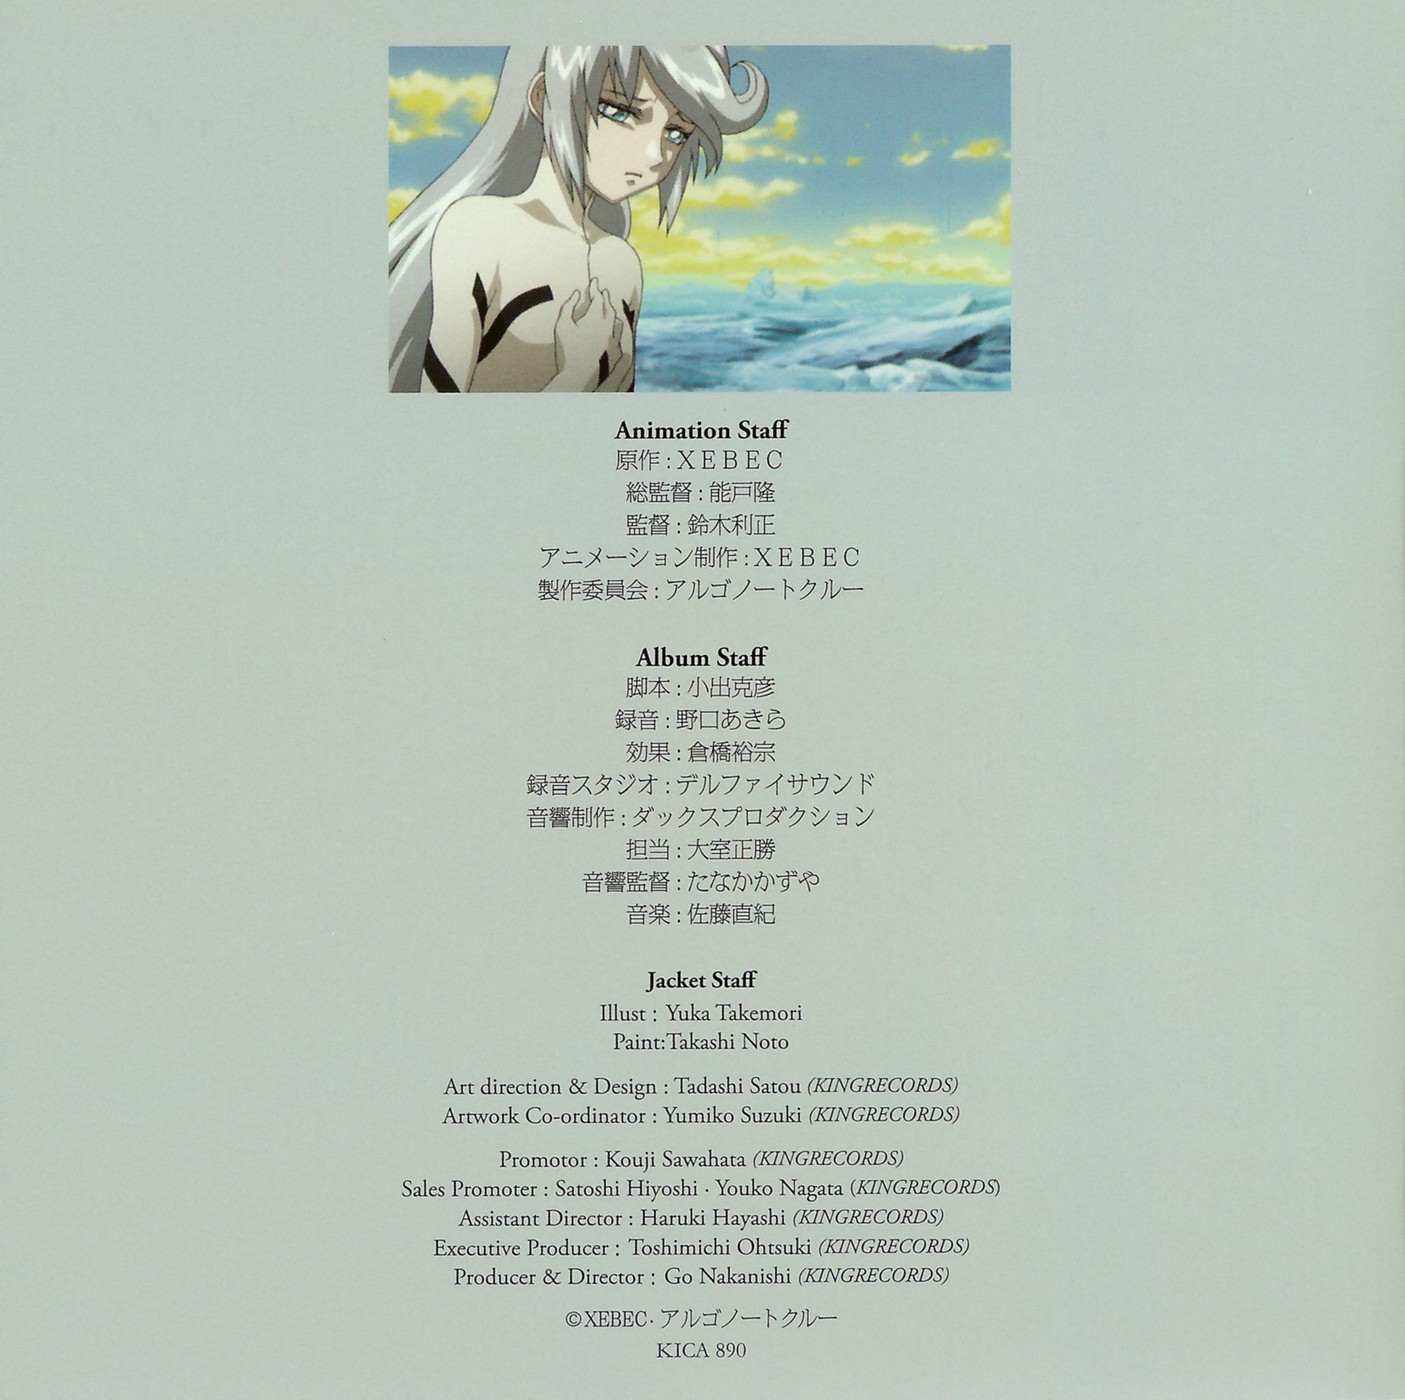 Animation Staff
原作 : ＸＥＢＥＣ
総監督 : 能戸隆
監督 : 鈴木利正
アニメーション制作 : ＸＥＢＥＣ
製作委員会 : アルゴノートクルー
Album Staff
脚本 : 小出克彦
録音 : 野口あきら
効果 : 倉橋裕宗
録音スタジオ : デルファイサウンド
音響制作 : ダックスプロダクション
担当 : 大室正勝
音響監督 : たなかかずや
音楽 : 佐藤直紀
Jacket Staff
Illust : Yuka Takemori
Paint:Takashi Noto
Art direction & Design : Tadashi Satou (KINGRECORDS)
Artwork Co-ordinator : Yumiko Suzuki (KINGRECORDS)
Promotor : Kouji Sawahata (KINGRECORDS)
Sales Promoter : Satoshi Hiyoshi · Youko Nagata (KINGRECORDS)
Assistant Director : Haruki Hayashi (KINGRECORDS)
Executive Producer : Toshimichi Ohtsuki (KINGRECORDS)
Producer & Director : Go Nakanishi (KINGRECORDS)
©XEBEC· アルゴノートクルー
KICA 890